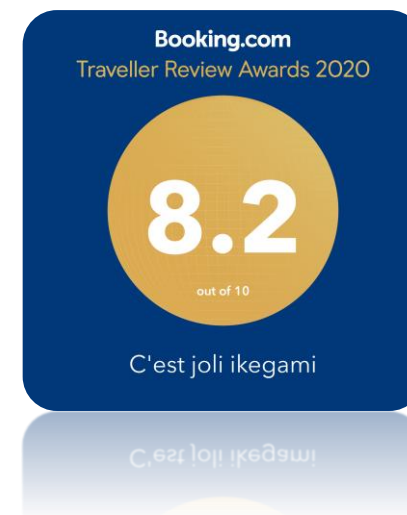 Booking.com
Traveller Review Awards 2020
8.2
out of 10
C'est joli ikegami